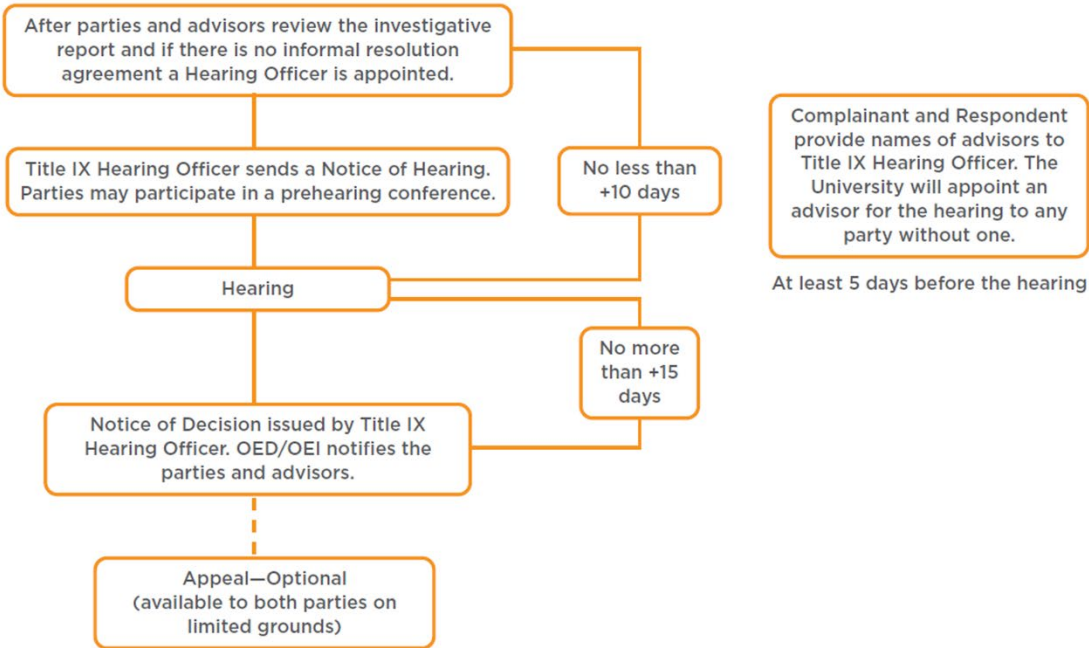 After parties and advisors review the investigative
report and if there is no informal resolution
agreement a Hearing Officer is appointed.
Title IX Hearing Officer sends a Notice of Hearing.
Parties may participate in a prehearing conference.
No less than
+10 days
Complainant and Respondent
provide names of advisors to
Title IX Hearing Officer. The
University will appoint an
advisor for the hearing to any
party without one.
At least 5 days before the hearing
Hearing
No more
than +15
days
Notice of Decision issued by Title IX
Hearing Officer. OED/OEI notifies the
parties and advisors.
Appeal—Optional
(available to both parties on
limited grounds)